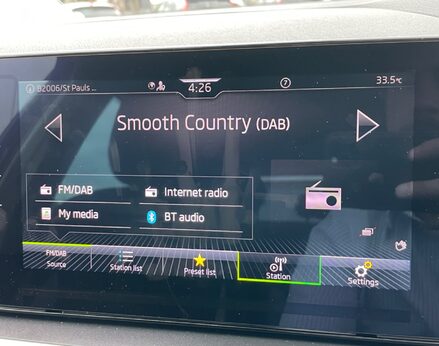 B2006/St Pauls ...
4:26
7
33.5°C
Smooth Country (DAB)
FM/DAB
Internet radio
My media
BT audio
FM/DAB
Source
Station list
Preset list
Station
Settings